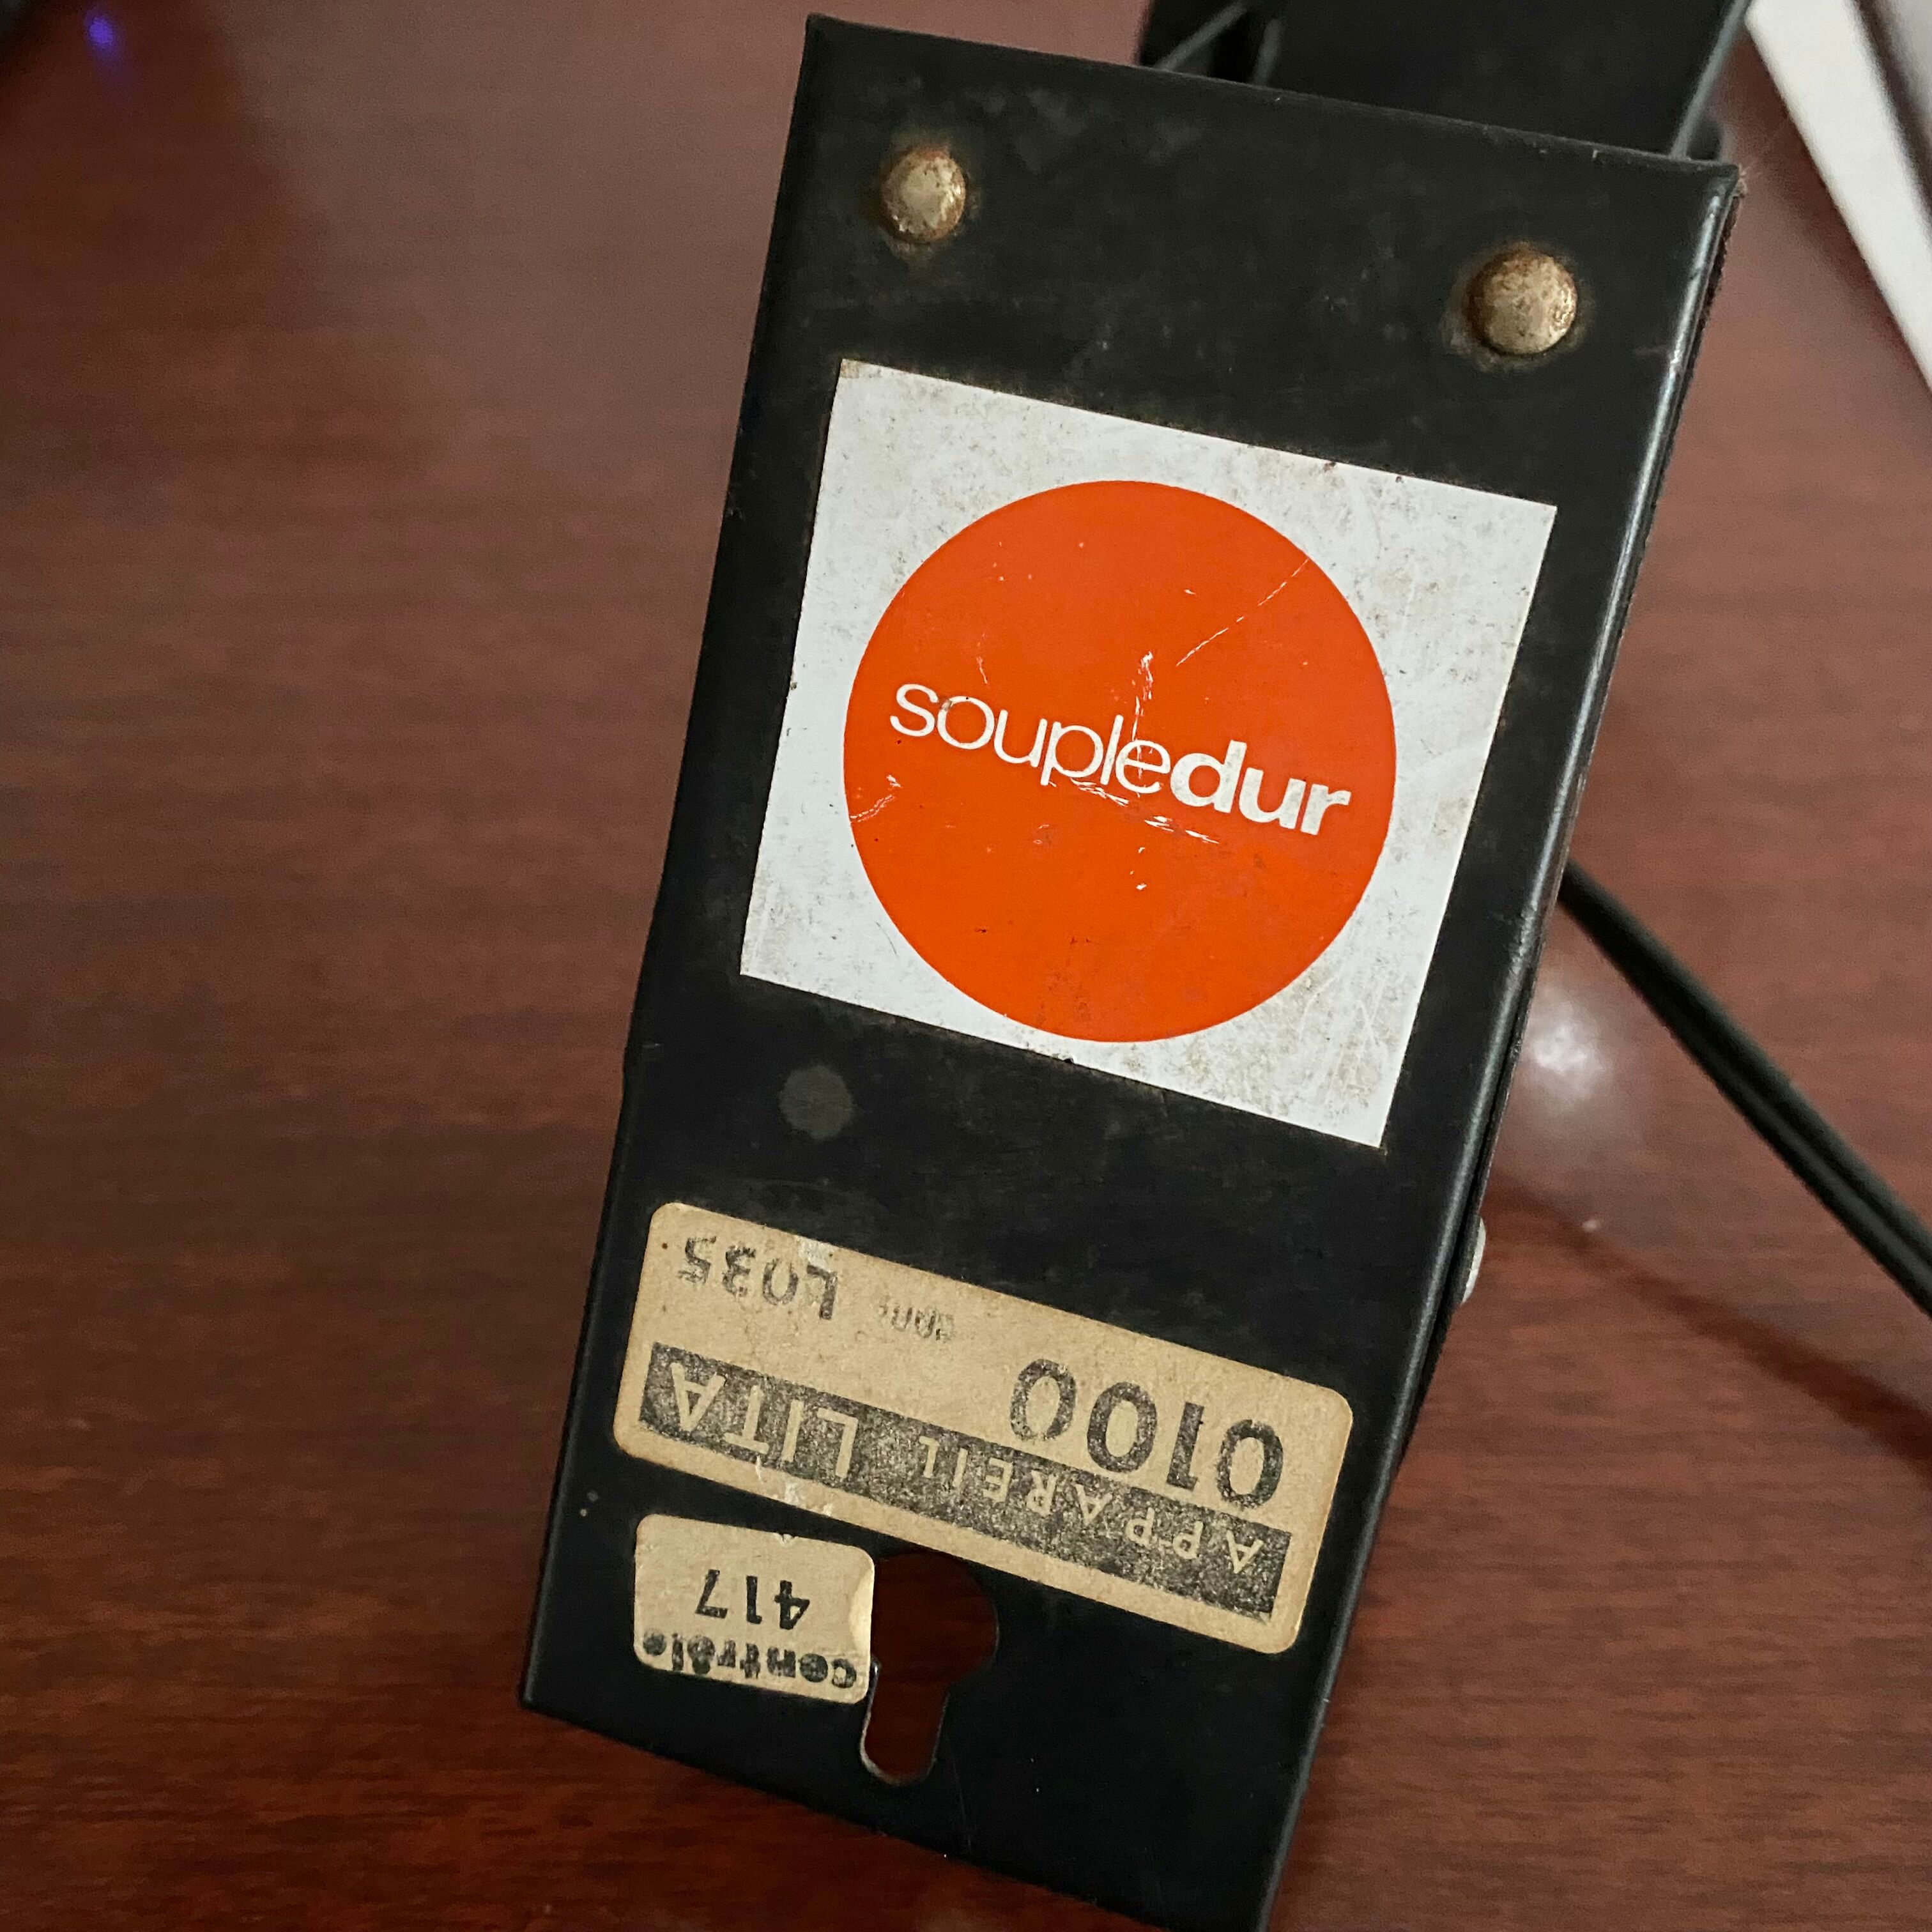 soupledur
APPAREIL LITA
0100
L035
contrôle
417